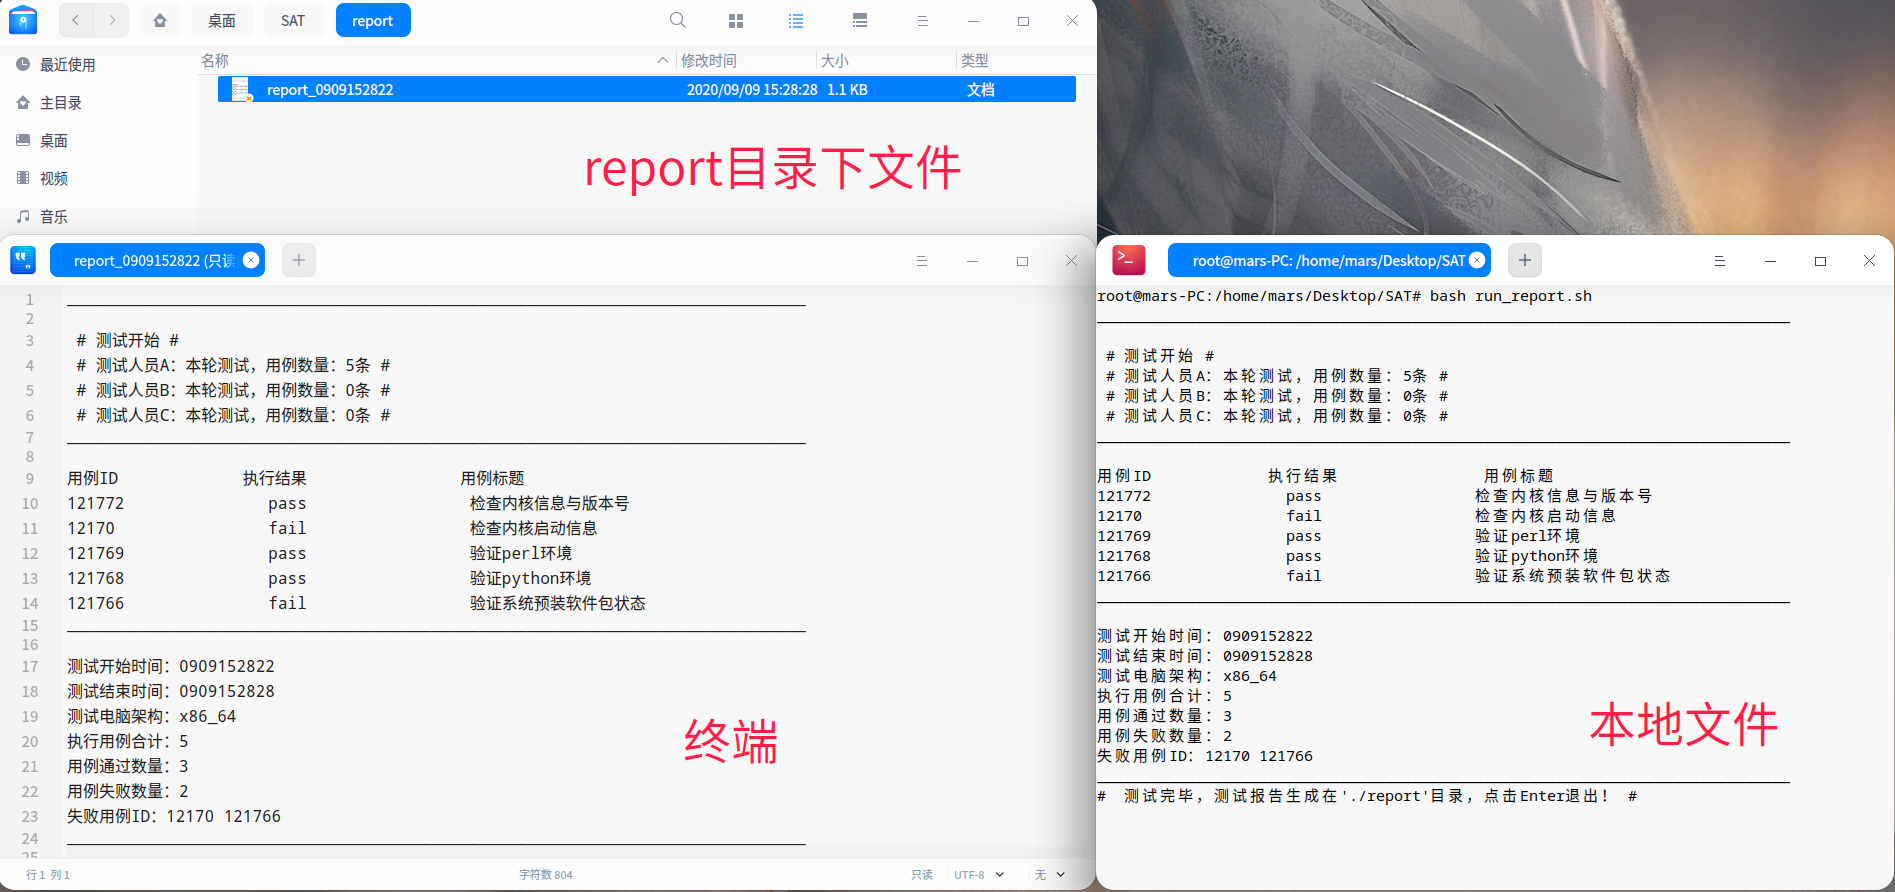 桌面
SAT
report
最近使用
主目录
桌面
视频
音乐
名称 修改时间 大小 类型
report_0909152822 2020/09/09 15:28:28 1.1 KB 文档
report目录下文件
report_0909152822 (只读
1
2
3 # 测试开始 #
4 # 测试人员A：本轮测试，用例数量：5条 #
5 # 测试人员B：本轮测试，用例数量：0条 #
6 # 测试人员C：本轮测试，用例数量：0条 #
7
8
9 用例ID 执行结果 用例标题
10 121772 pass 检查内核信息与版本号
11 12170 fail 检查内核启动信息
12 121769 pass 验证perl环境
13 121768 pass 验证python环境
14 121766 fail 验证系统预装软件包状态
15
16
17 测试开始时间：0909152822
18 测试结束时间：0909152828
19 测试电脑架构：x86_64
20 执行用例合计：5
21 用例通过数量：3
22 用例失败数量：2
23 失败用例ID：12170 121766
24
25
终端
行 1 列 1 字符数 804 只读 UTF-8 无
root@mars-PC: /home/mars/Desktop/SAT
root@mars-PC:/home/mars/Desktop/SAT# bash run_report.sh
# 测试开始 #
# 测试人员A：本轮测试，用例数量：5条 #
# 测试人员B：本轮测试，用例数量：0条 #
# 测试人员C：本轮测试，用例数量：0条 #
用例ID 执行结果 用例标题
121772 pass 检查内核信息与版本号
12170 fail 检查内核启动信息
121769 pass 验证perl环境
121768 pass 验证python环境
121766 fail 验证系统预装软件包状态
测试开始时间：0909152822
测试结束时间：0909152828
测试电脑架构：x86_64
执行用例合计：5
用例通过数量：3
用例失败数量：2
失败用例ID：12170 121766
# 测试完毕，测试报告生成在'./report'目录，点击Enter退出！ #
本地文件